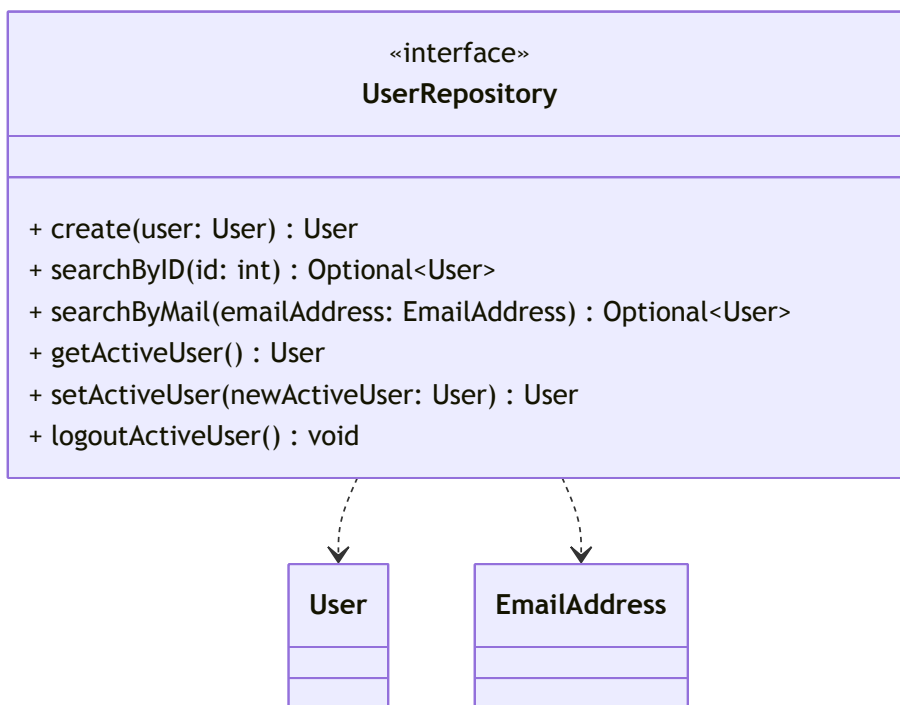 «interface»
UserRepository
+ create(user: User) : User
+ searchByID(id: int) : Optional<User>
+ searchByMail(emailAddress: EmailAddress) : Optional<User>
+ getActiveUser() : User
+ setActiveUser(newActiveUser: User) : User
+ logoutActiveUser() : void
User
EmailAddress